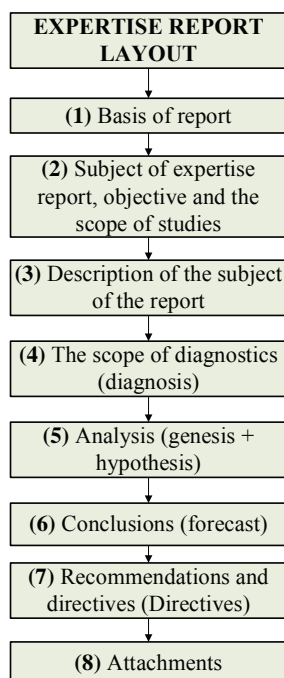 EXPERTISE REPORT
LAYOUT
(1) Basis of report
(2) Subject of expertise
report, objective and the
scope of studies
(3) Description of the subject
of the report
(4) The scope of diagnostics
(diagnosis)
(5) Analysis (genesis +
hypothesis)
(6) Conclusions (forecast)
(7) Recommendations and
directives (Directives)
(8) Attachments